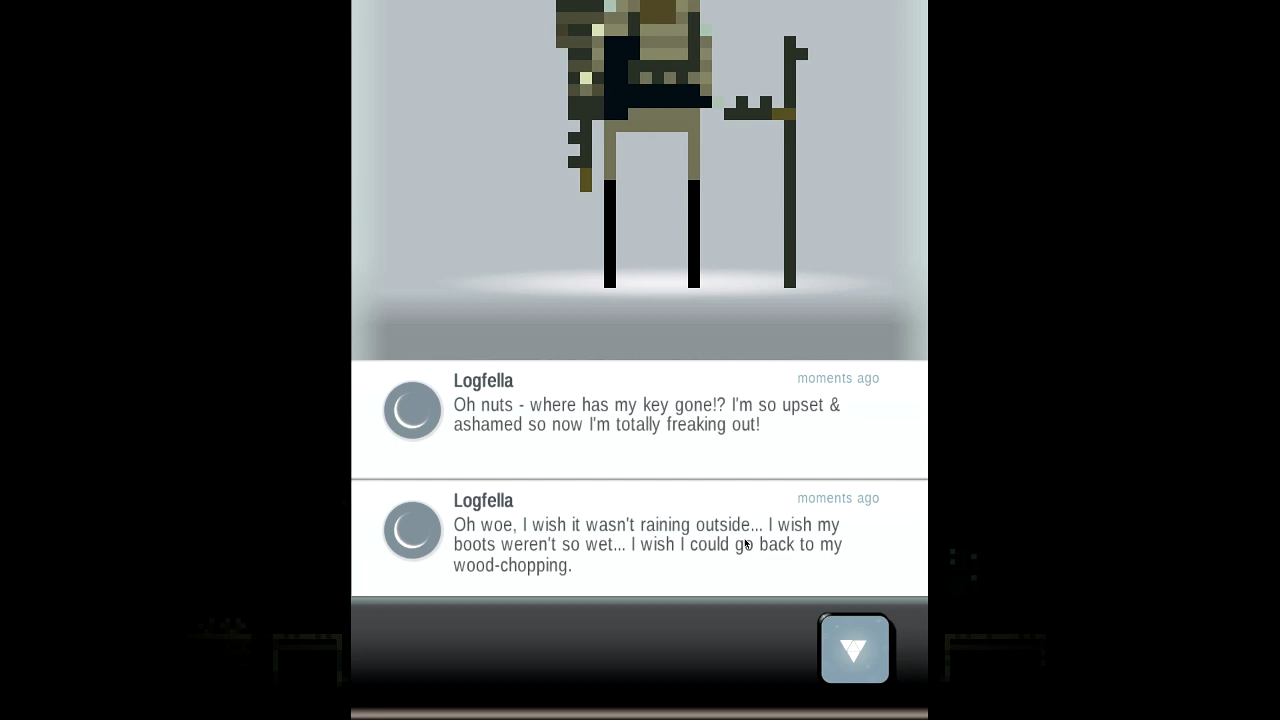 Logfella
moments ago
Oh nuts - where has my key gone!? I'm so upset &
ashamed so now I'm totally freaking out!
Logfella
moments ago
Oh woe, I wish it wasn't raining outside... I wish my
boots weren't so wet... I wish I could go back to my
wood-chopping.